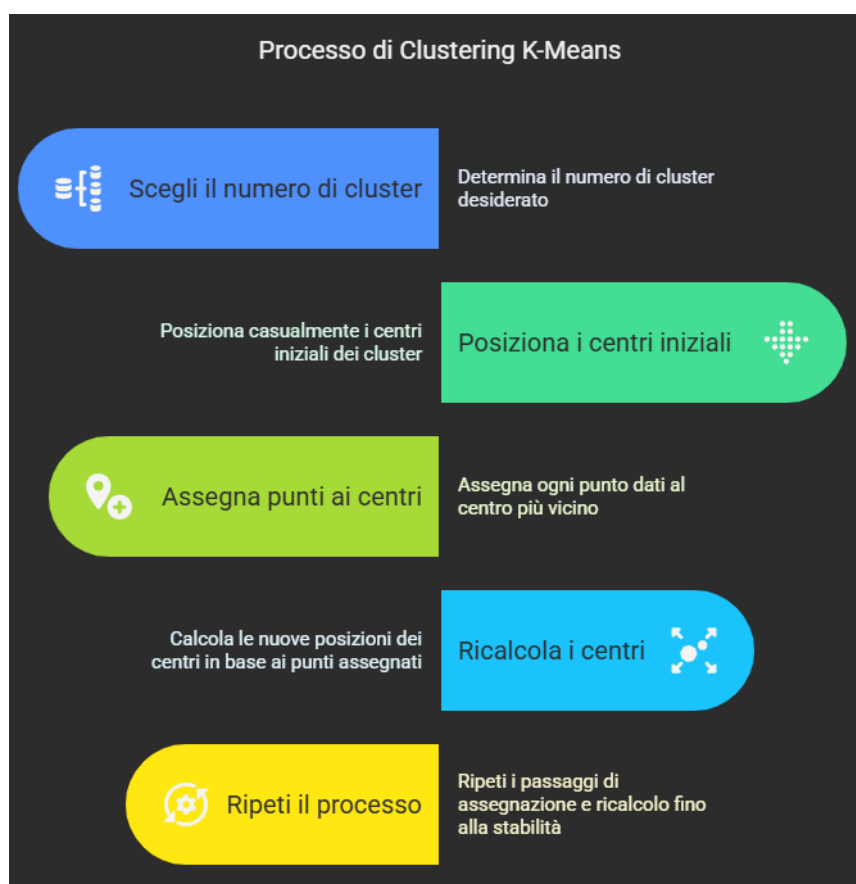 Processo di Clustering K-Means
Scegli il numero di cluster
Determina il numero di cluster
desiderato
Posiziona casualmente i centri
iniziali dei cluster
Posiziona i centri iniziali
Assegna punti ai centri
Assegna ogni punto dati al
centro più vicino
Calcola le nuove posizioni dei
centri in base ai punti assegnati
Ricalcola i centri
Ripeti il processo
Ripeti i passaggi di
assegnazione e ricalcolo fino
alla stabilità